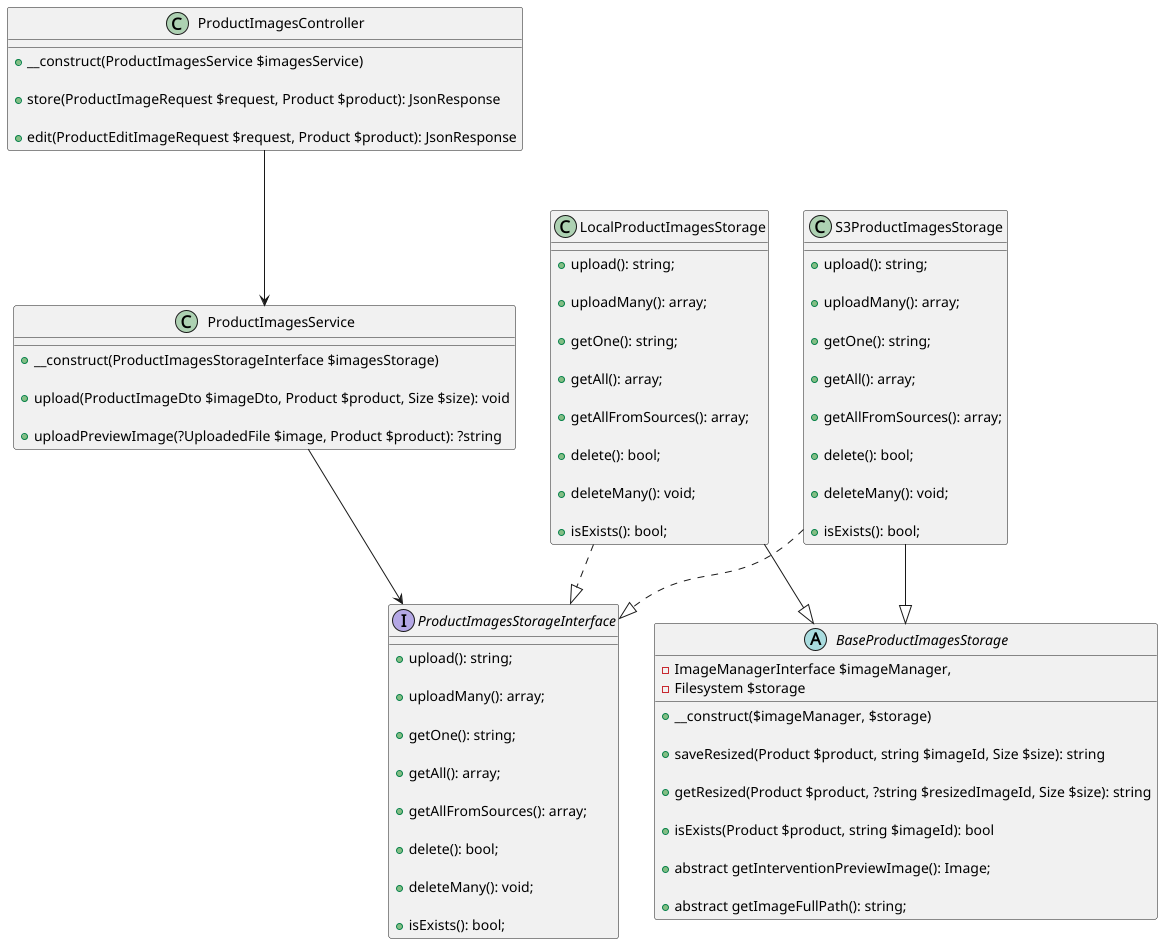 C ProductImagesController
__construct(ProductImagesService $imagesService)
store(ProductImageRequest $request, Product $product): JsonResponse
edit(ProductEditImageRequest $request, Product $product): JsonResponse
C LocalProductImagesStorage
upload(): string;
uploadMany(): array;
getOne(): string;
getAll(): array;
getAllFromSources(): array;
delete(): bool;
deleteMany(): void;
isExists(): bool;
C S3ProductImagesStorage
upload(): string;
uploadMany(): array;
getOne(): string;
getAll(): array;
getAllFromSources(): array;
delete(): bool;
deleteMany(): void;
isExists(): bool;
C ProductImagesService
__construct(ProductImagesStorageInterface $imagesStorage)
upload(ProductImageDto $imageDto, Product $product, Size $size): void
uploadPreviewImage(?UploadedFile $image, Product $product): ?string
I ProductImagesStorageInterface
upload(): string;
uploadMany(): array;
getOne(): string;
getAll(): array;
getAllFromSources(): array;
delete(): bool;
deleteMany(): void;
isExists(): bool;
A BaseProductImagesStorage
ImageManagerInterface $imageManager,
Filesystem $storage
__construct($imageManager, $storage)
saveResized(Product $product, string $imageId, Size $size): string
getResized(Product $product, ?string $resizedImageId, Size $size): string
isExists(Product $product, string $imageId): bool
abstract getInterventionPreviewImage(): Image;
abstract getImageFullPath(): string;